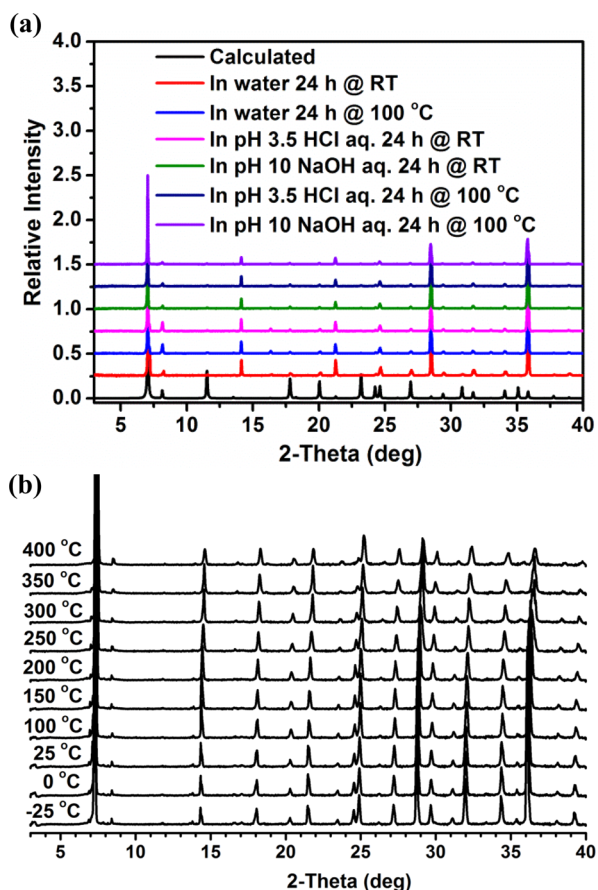 (a)
Calculated
In water 24 h @ RT
In water 24 h @ 100 °C
In pH 3.5 HCl aq. 24 h @ RT
In pH 10 NaOH aq. 24 h @ RT
In pH 3.5 HCl aq. 24 h @ 100 °C
In pH 10 NaOH aq. 24 h @ 100 °C
Relative Intensity
4.0
3.5
3.0
2.5
2.0
1.5
1.0
0.5
0.0
5 10 15 20 25 30 35 40
2-Theta (deg)
(b)
400 °C
350 °C
300 °C
250 °C
200 °C
150 °C
100 °C
25 °C
0 °C
-25 °C
5 10 15 20 25 30 35 40
2-Theta (deg)